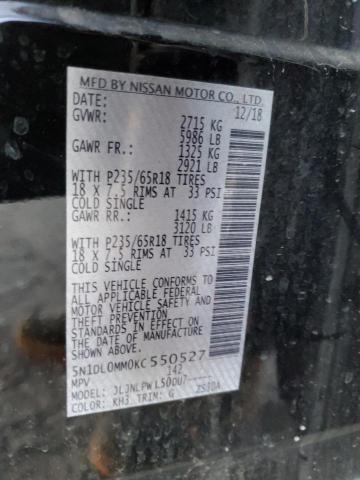 MFD BY NISSAN MOTOR CO., LTD.
DATE: 12/18
GVWR: 2715 KG
5986 LB
GAWR FR.: 1325 KG
2921 LB
WITH P235/65R18 TIRES
18 X 7.5 RIMS AT 33 PSI
COLD SINGLE
GAWR RR.: 1415 KG
3120 LB
WITH P235/65R18 TIRES
18 X 7.5 RIMS AT 33 PSI
COLD SINGLE
THIS VEHICLE CONFORMS TO
ALL APPLICABLE FEDERAL
MOTOR VEHICLE SAFETY
AND THEFT PREVENTION
STANDARDS IN EFFECT ON
THE DATE OF MANUFACTURE
SHOWN ABOVE.
5N1DL0MM0KC550527
MPV 142
MODEL: JLJNLPWL50DU7-----
COLOR: KH3 TRIM: G